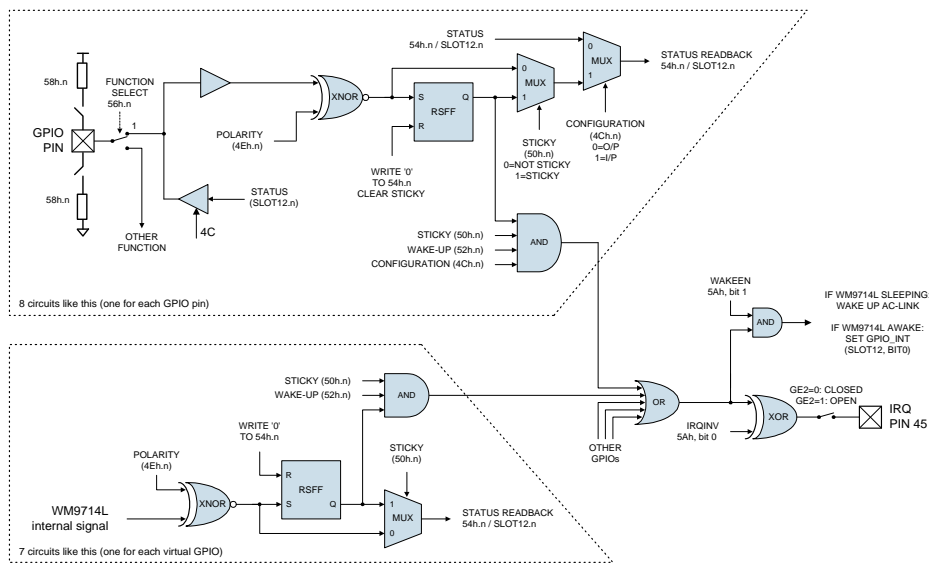 STATUS
54h.n / SLOT12.n
0
MUX
1
STATUS READBACK
54h.n / SLOT12.n
58h.n
FUNCTION
SELECT
56h.n
1
GPIO
PIN
XNOR
POLARITY
(4Eh.n)
S
Q
RSFF
R
0
MUX
1
CONFIGURATION
(4Ch.n)
0=O/P
1=I/P
STICKY
(50h.n)
0=NOT STICKY
1=STICKY
WRITE '0'
TO 54h.n
CLEAR STICKY
58h.n
STATUS
(SLOT12.n)
4C
OTHER
FUNCTION
STICKY (50h.n)
WAKE-UP (52h.n)
CONFIGURATION (4Ch.n)
AND
8 circuits like this (one for each GPIO pin)
WAKEEN
5Ah, bit 1
AND
IF WM9714L SLEEPING:
WAKE UP AC-LINK
IF WM9714L AWAKE:
SET GPIO_INT
(SLOT12, BIT0)
STICKY (50h.n)
WAKE-UP (52h.n)
AND
OR
OTHER
GPIOs
IRQINV
5Ah, bit 0
XOR
GE2=0: CLOSED
GE2=1: OPEN
IRQ
PIN 45
WRITE '0'
TO 54h.n
STICKY
(50h.n)
POLARITY
(4Eh.n)
XNOR
R
RSFF
S
Q
1
MUX
0
STATUS READBACK
54h.n / SLOT12.n
WM9714L
internal signal
7 circuits like this (one for each virtual GPIO)